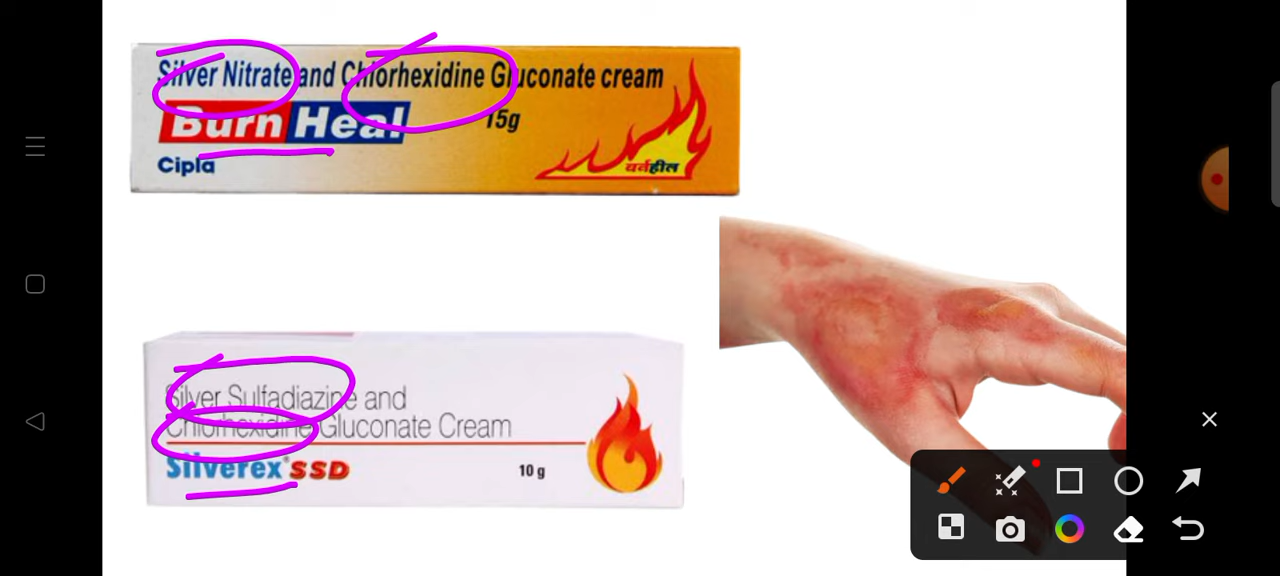 Silver Nitrate and Chlorhexidine Gluconate cream
Burn Heal
15g
Cipla
बर्नहील
Silver Sulfadiazine and
Chlorhexidine Gluconate Cream
Silverex® SSD
10 g